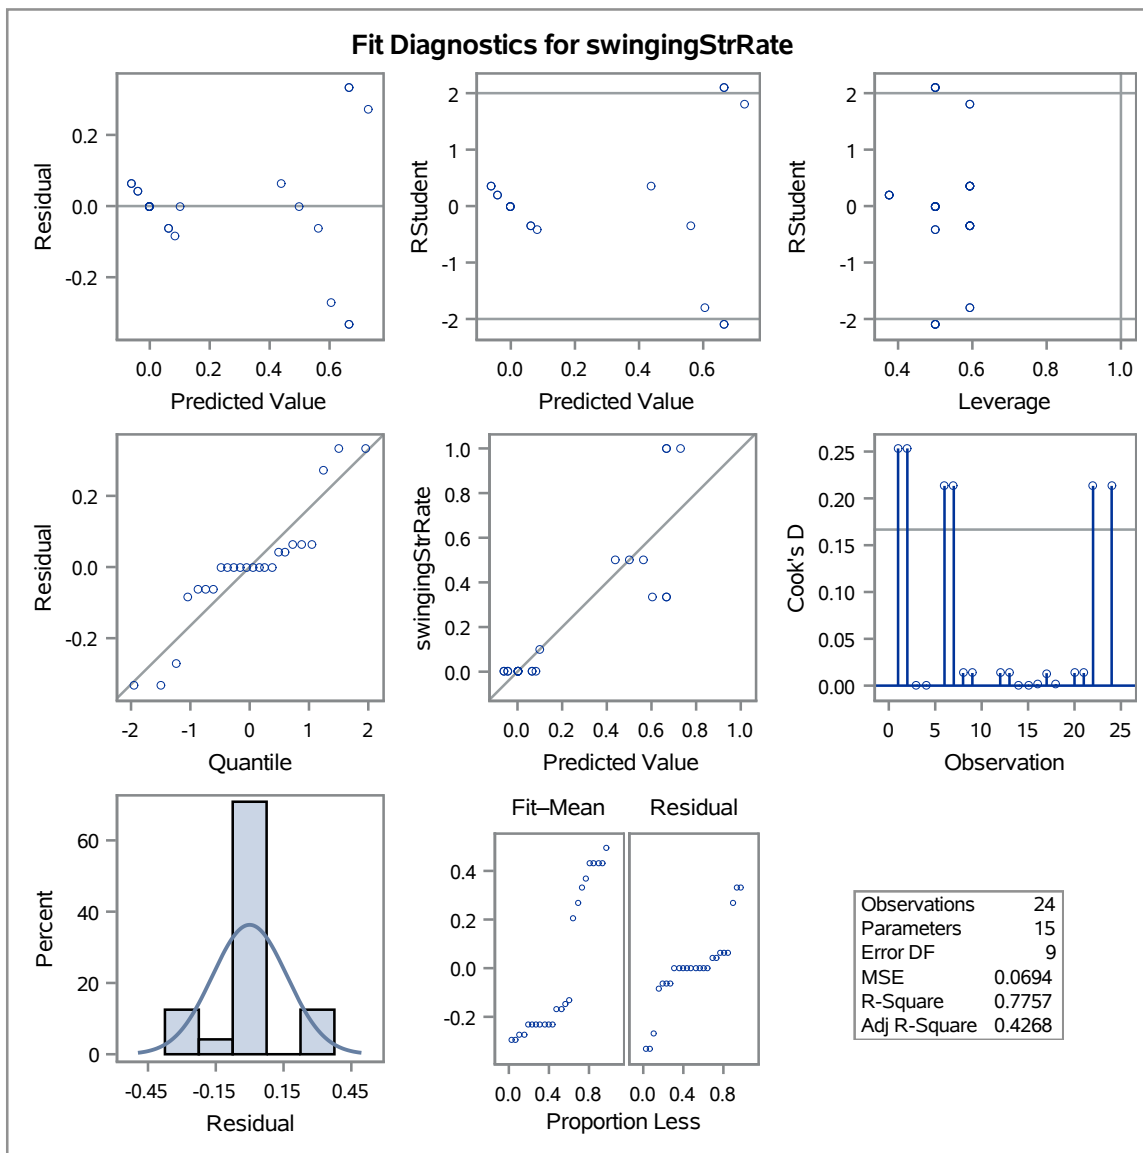 Fit Diagnostics for swingingStrRate
Residual
0.2
0.0
-0.2
0.0 0.2 0.4 0.6
Predicted Value
RStudent
2
1
0
-1
-2
0.0 0.2 0.4 0.6
Predicted Value
RStudent
2
1
0
-1
-2
0.4 0.6 0.8 1.0
Leverage
Residual
0.2
0.0
-0.2
-2 -1 0 1 2
Quantile
swingingStrRate
1.0
0.8
0.6
0.4
0.2
0.0
0.0 0.2 0.4 0.6 0.8 1.0
Predicted Value
Cook's D
0.25
0.20
0.15
0.10
0.05
0.00
0 5 10 15 20 25
Observation
Percent
60
40
20
0
-0.45 -0.15 0.15 0.45
Residual
Fit–Mean Residual
0.4
0.2
0.0
-0.2
0.0 0.4 0.8 0.0 0.4 0.8
Proportion Less
Observations 24
Parameters 15
Error DF 9
MSE 0.0694
R-Square 0.7757
Adj R-Square 0.4268